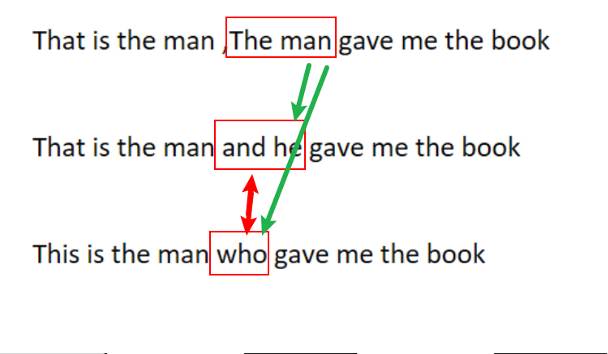 That is the man ,The man gave me the book
That is the man and he gave me the book
This is the man who gave me the book